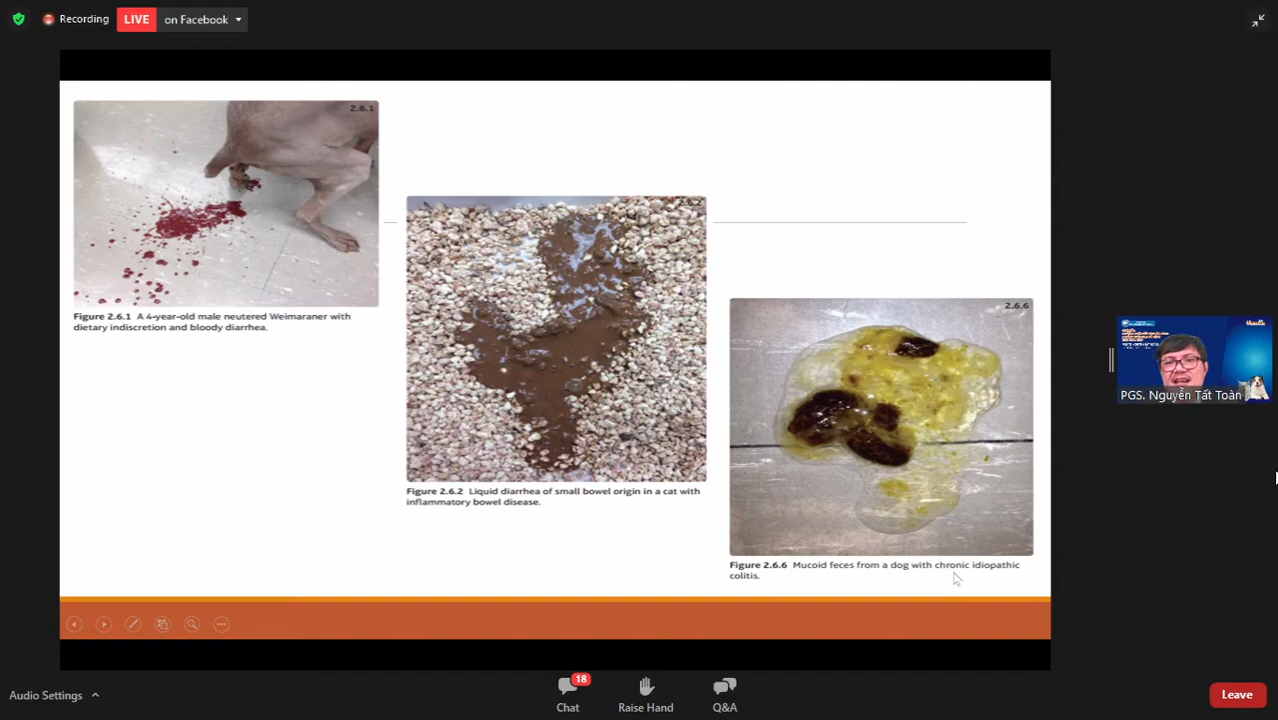 Recording
LIVE on Facebook
2.6.1
Figure 2.6.1 A 4-year-old male neutered Weimaraner with
dietary indiscretion and bloody diarrhea.
Figure 2.6.2 Liquid diarrhea of small bowel origin in a cat with
inflammatory bowel disease.
2.6.6
Figure 2.6.6 Mucoid feces from a dog with chronic idiopathic
colitis.
PGS. Nguyễn Tất Toàn
Audio Settings
18
Chat
Raise Hand
Q&A
Leave